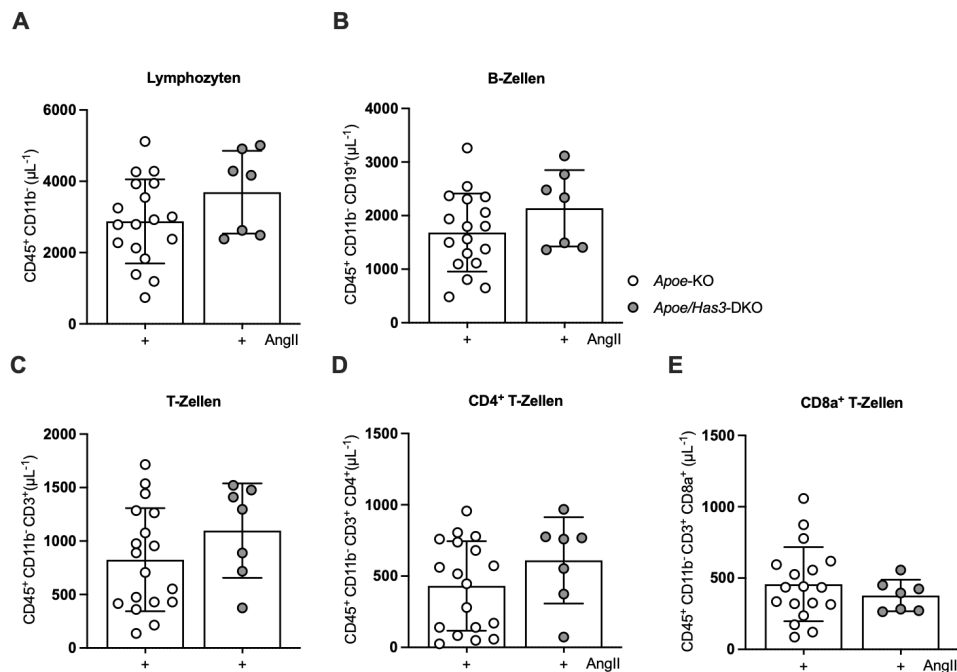 A
Lymphozyten
CD45⁺ CD11b⁻ (µL⁻¹)
6000
4000
2000
0
+
+
AngII
B
B-Zellen
CD45⁺ CD11b⁻ CD19⁺(µL⁻¹)
4000
3000
2000
1000
0
+
+
AngII
Apoe-KO
Apoe/Has3-DKO
C
T-Zellen
CD45⁺ CD11b⁻ CD3⁺(µL⁻¹)
2000
1500
1000
500
0
+
+
D
CD4⁺ T-Zellen
CD45⁺ CD11b⁻ CD3⁺ CD4⁺(µL⁻¹)
1500
1000
500
0
+
+
AngII
E
CD8a⁺ T-Zellen
CD45⁺ CD11b⁻ CD3⁺ CD8a⁺ (µL⁻¹)
1500
1000
500
0
+
+
AngII